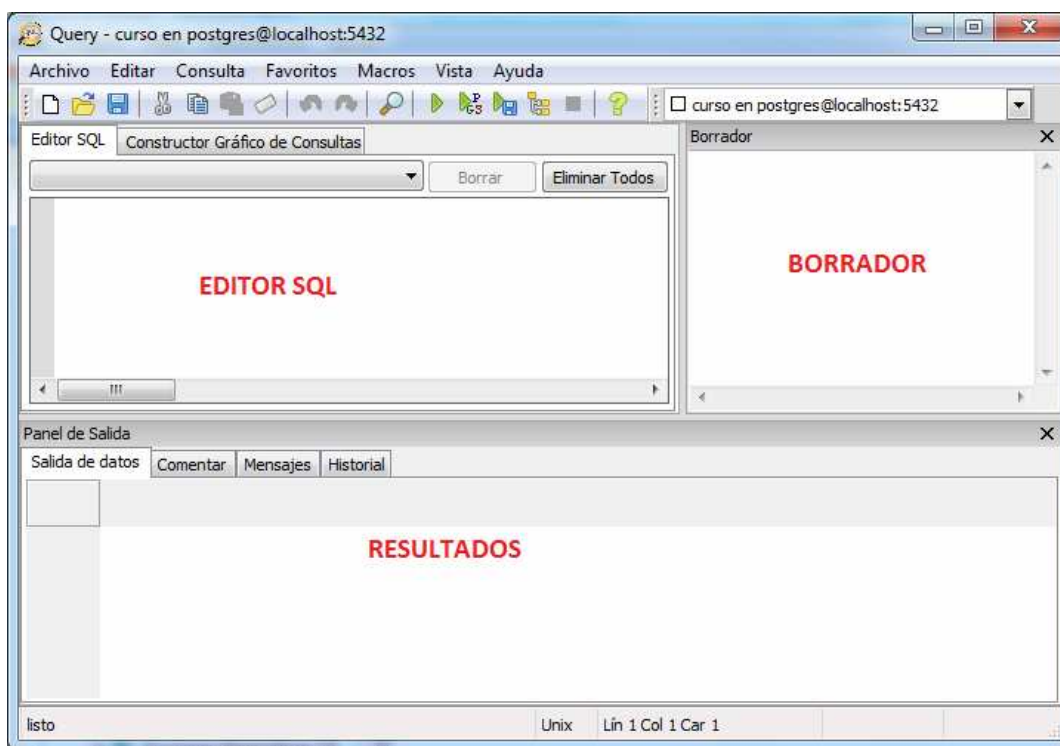 Query - curso en postgres@localhost:5432
Archivo Editar Consulta Favoritos Macros Vista Ayuda
curso en postgres@localhost:5432
Editor SQL Constructor Gráfico de Consultas
Borrador
Borrar Eliminar Todos
EDITOR SQL
BORRADOR
Panel de Salida
Salida de datos Comentar Mensajes Historial
RESULTADOS
listo Unix Lín 1 Col 1 Car 1